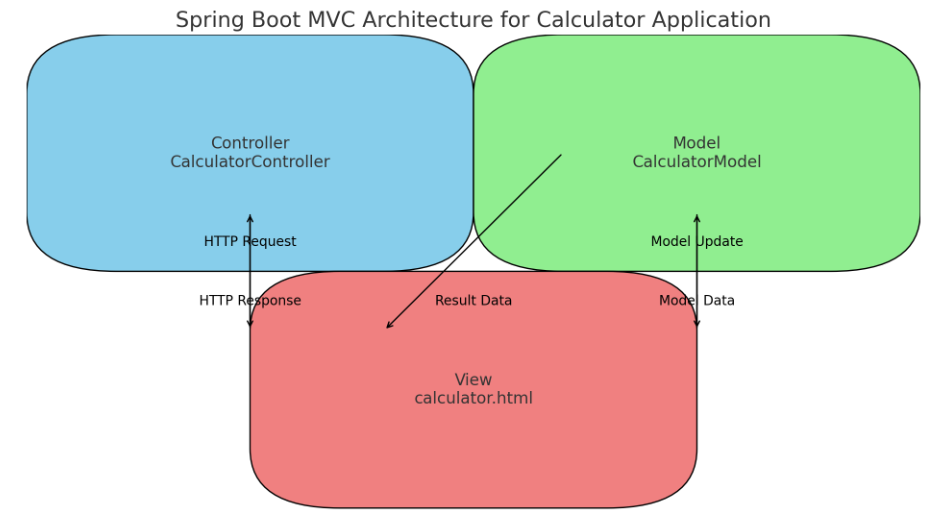 Spring Boot MVC Architecture for Calculator Application
Controller
CalculatorController
Model
CalculatorModel
HTTP Request
Model Update
HTTP Response
Result Data
Model Data
View
calculator.html